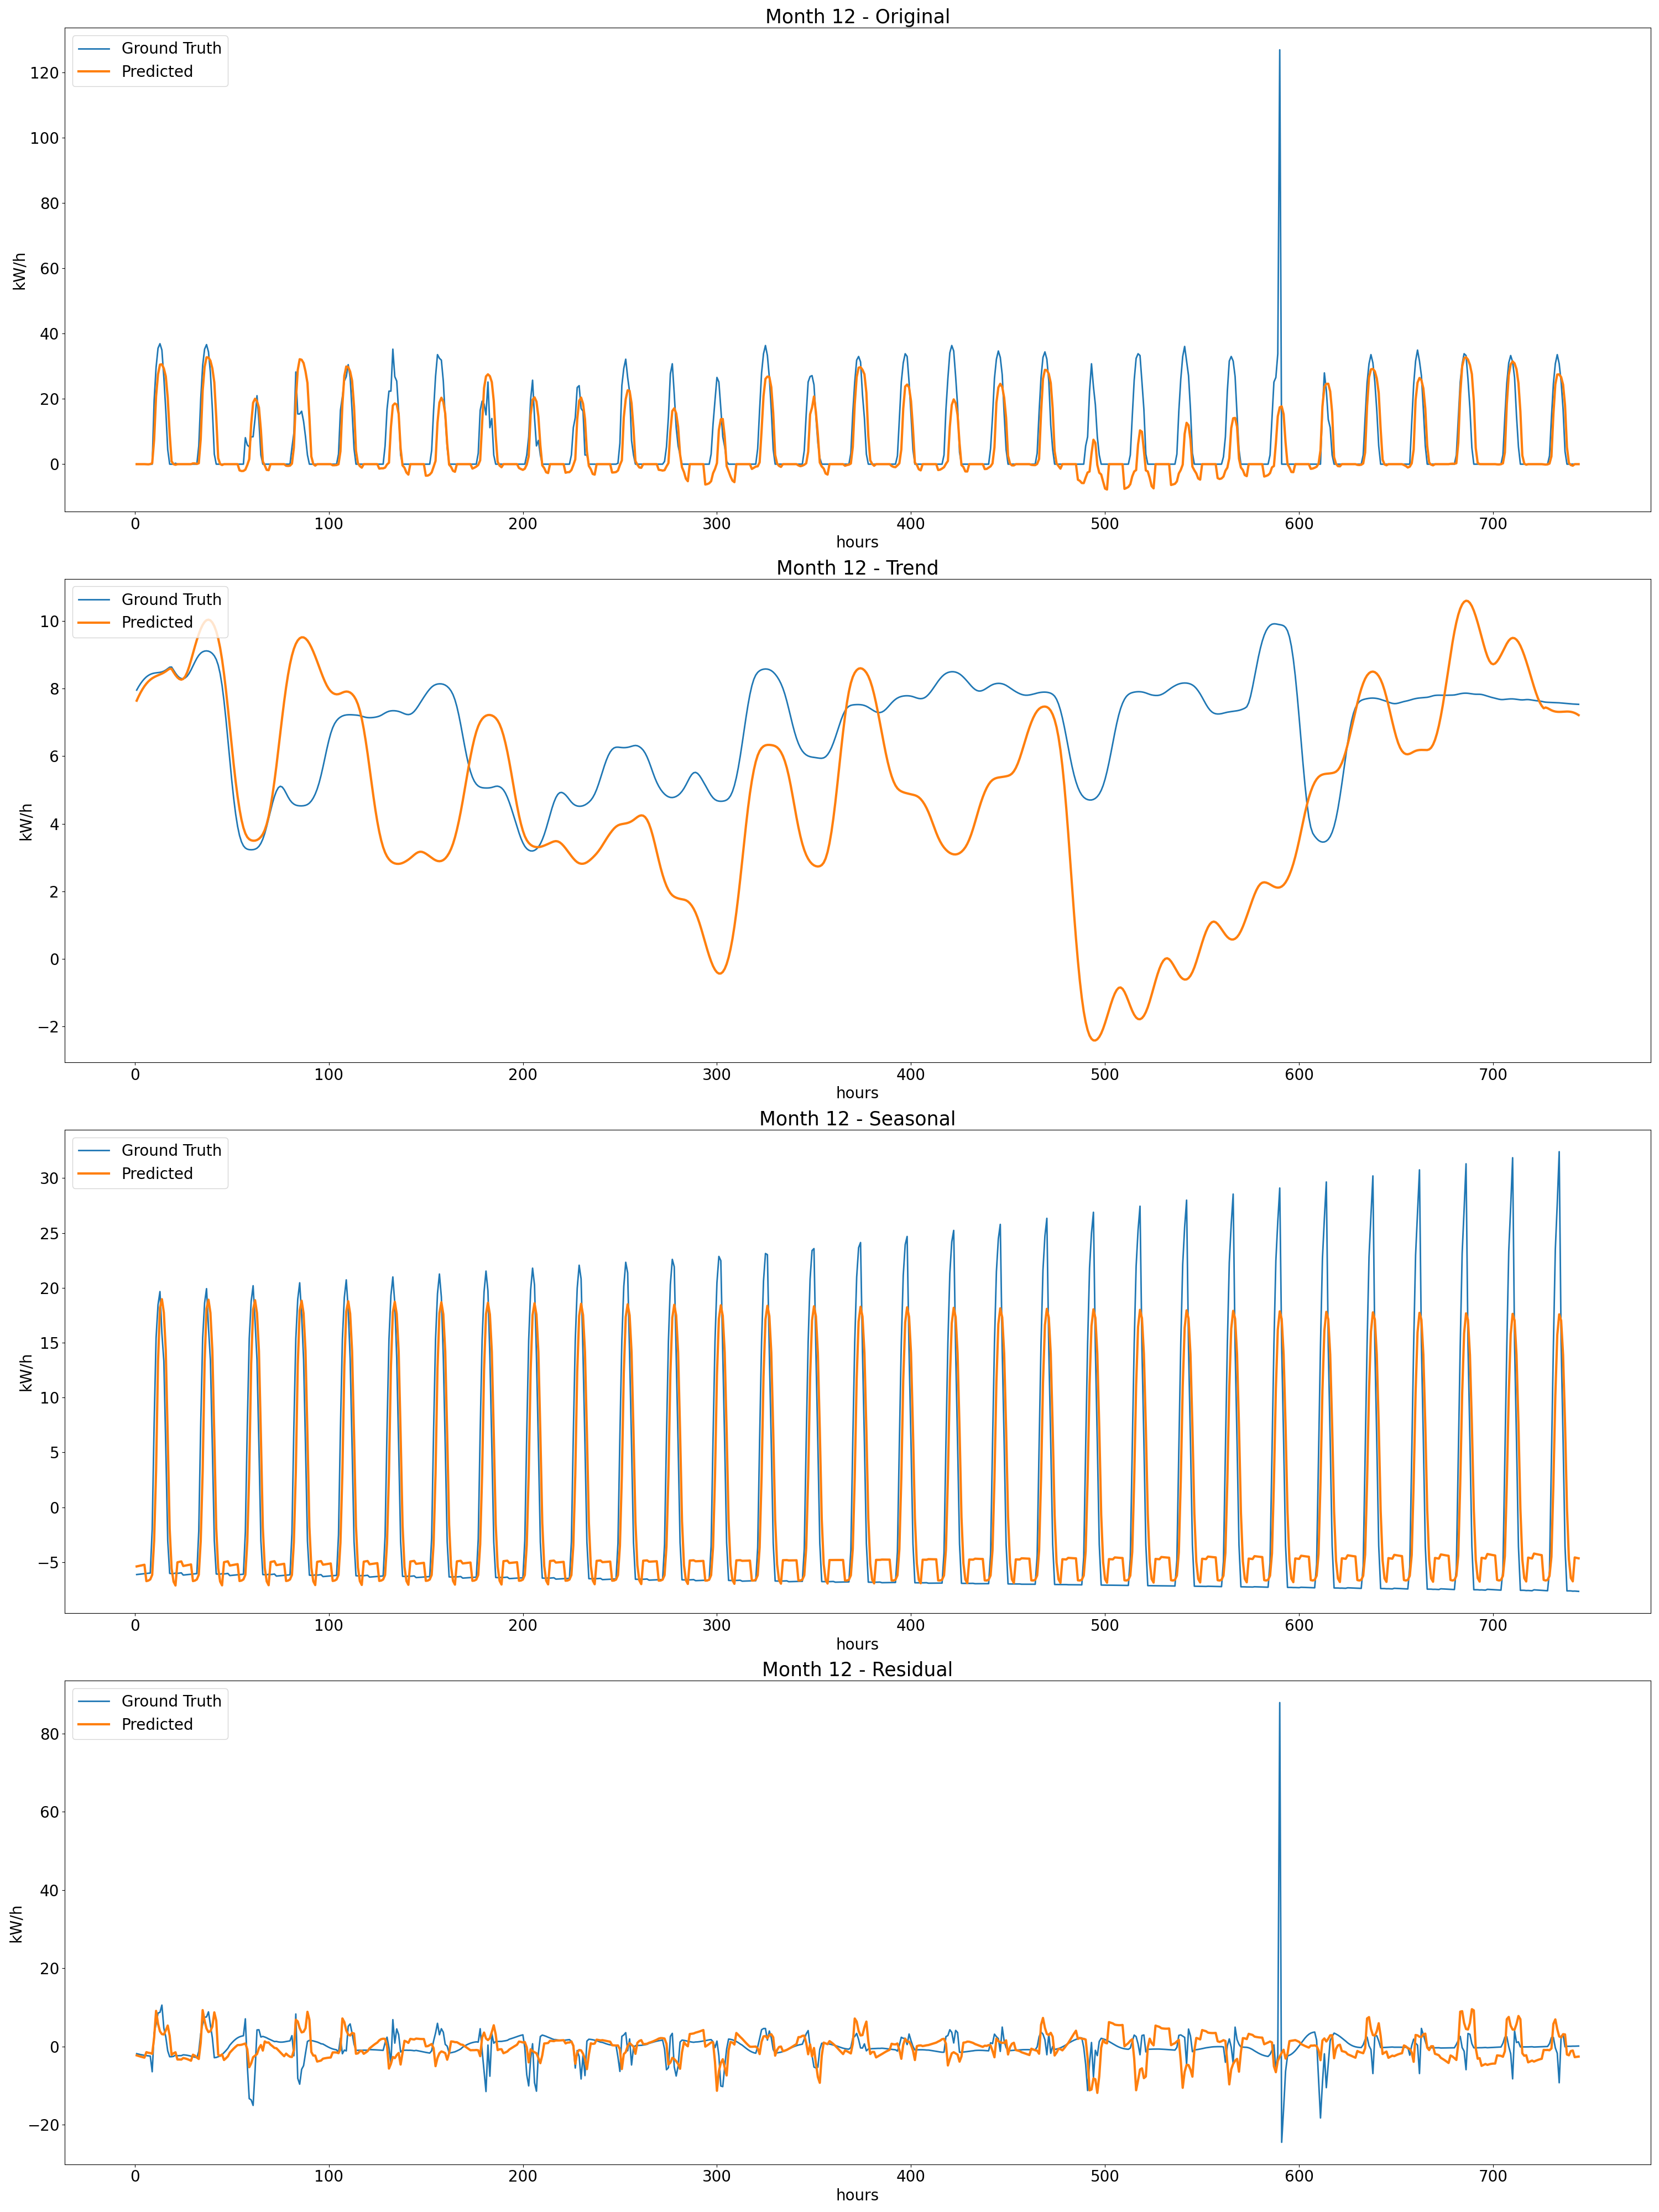 Month 12 - Original
Ground Truth
Predicted
120
100
80
60
40
20
0
kW/h
0 100 200 300 400 500 600 700
hours
Month 12 - Trend
Ground Truth
Predicted
10
8
6
4
2
0
−2
kW/h
0 100 200 300 400 500 600 700
hours
Month 12 - Seasonal
Ground Truth
Predicted
30
25
20
15
10
5
0
−5
kW/h
0 100 200 300 400 500 600 700
hours
Month 12 - Residual
Ground Truth
Predicted
80
60
40
20
0
−20
kW/h
0 100 200 300 400 500 600 700
hours